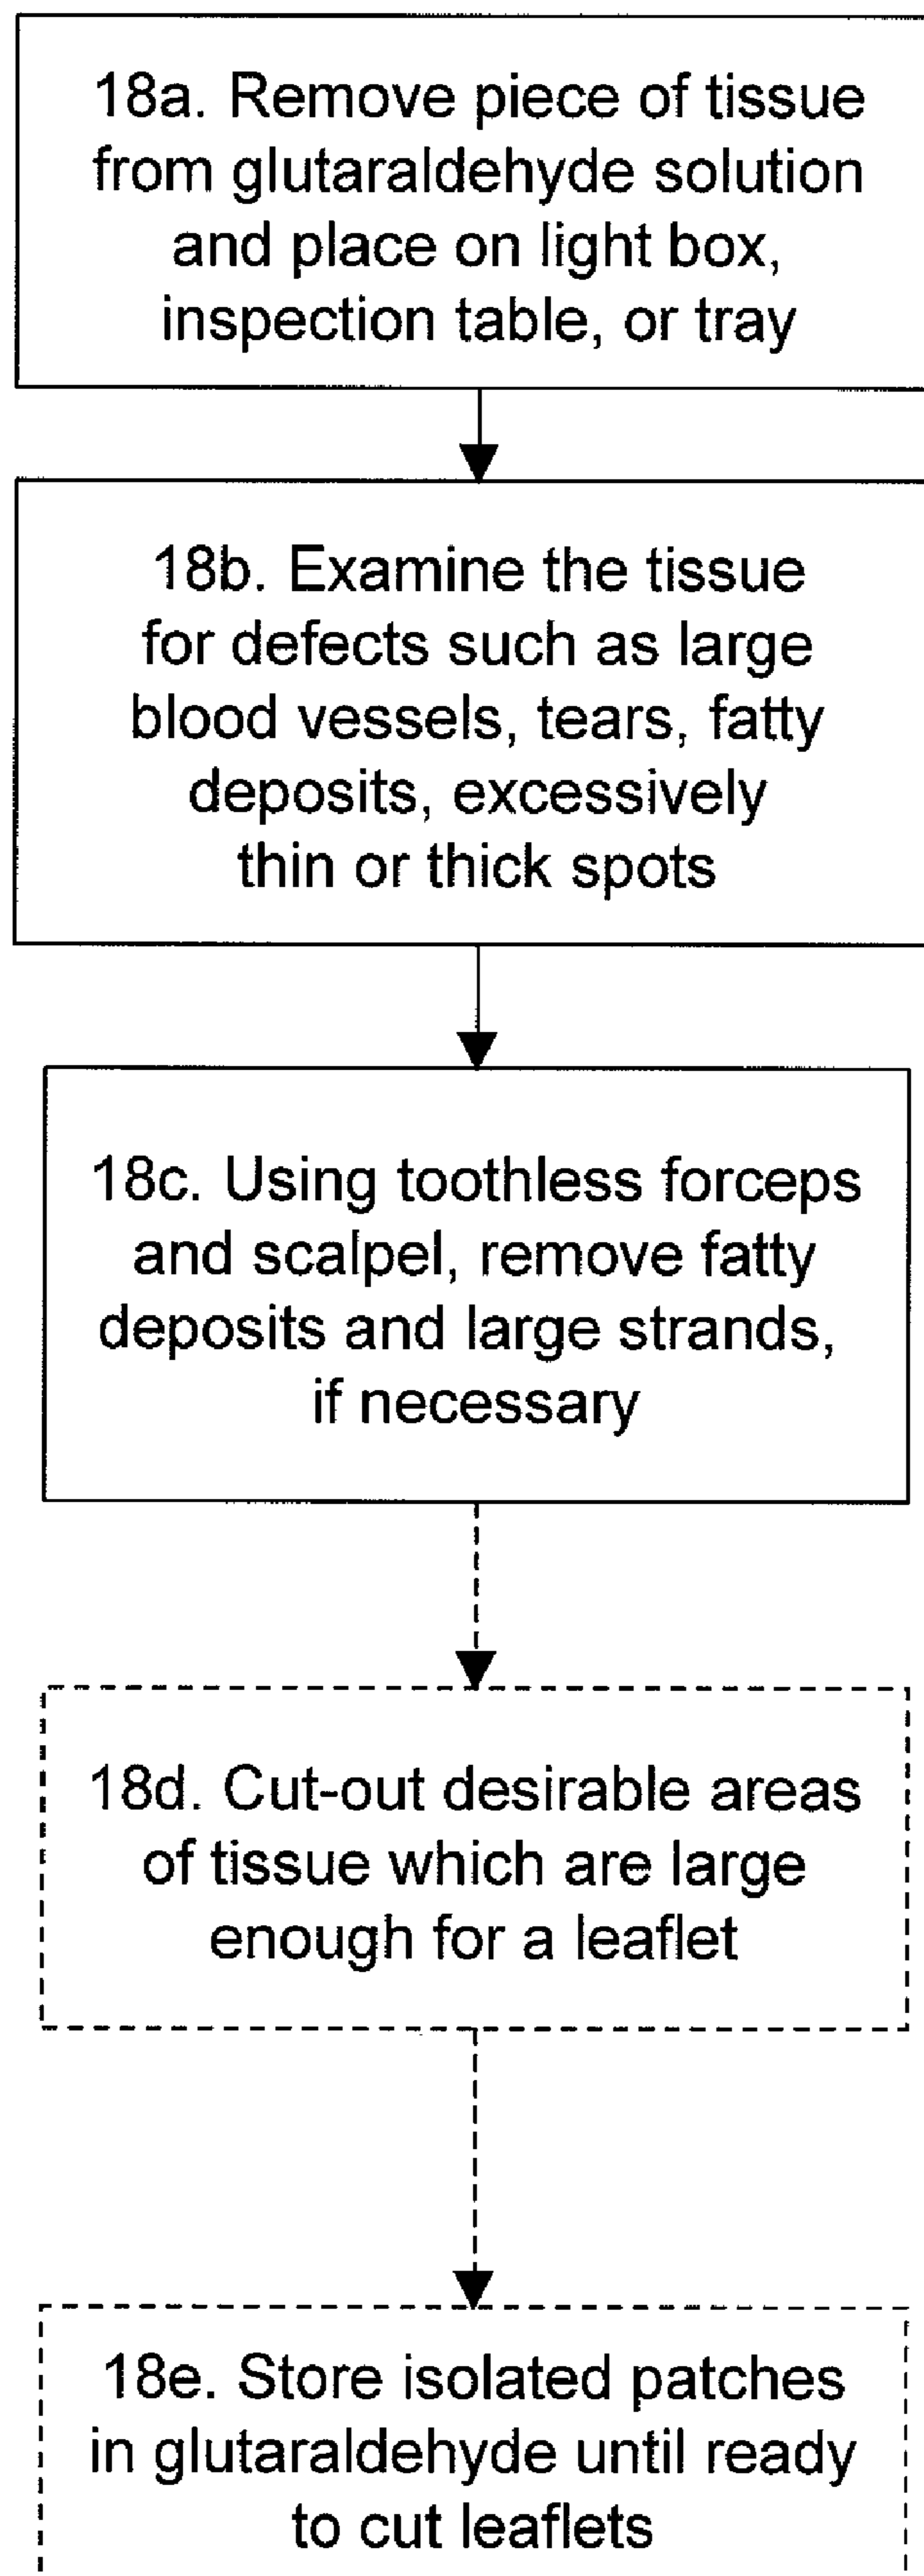 18a. Remove piece of tissue
from glutaraldehyde solution
and place on light box,
inspection table, or tray
18b. Examine the tissue
for defects such as large
blood vessels, tears, fatty
deposits, excessively
thin or thick spots
18c. Using toothless forceps
and scalpel, remove fatty
deposits and large strands,
if necessary
18d. Cut-out desirable areas
of tissue which are large
enough for a leaflet
18e. Store isolated patches
in glutaraldehyde until ready
to cut leaflets